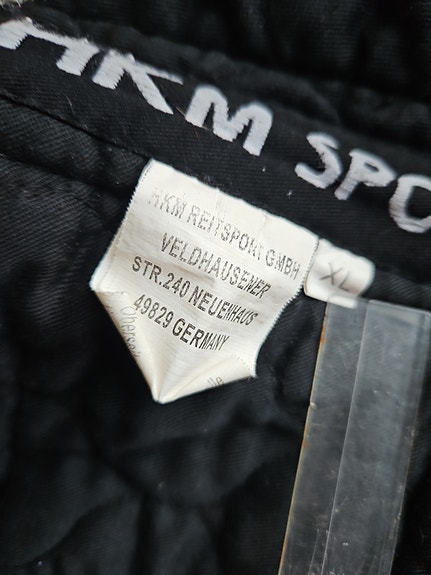 HKM SPO
HKM REITSPORT GMBH
VELDHAUSENER
STR.240 NEUENHAUS
49829 GERMANY
XL